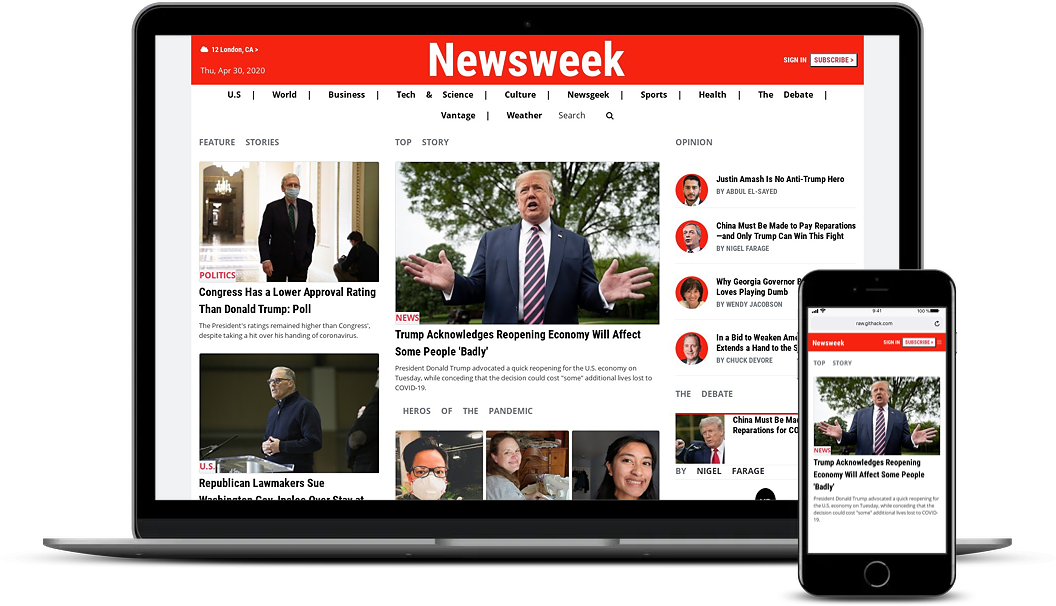 12 London, CA >
Thu, Apr 30, 2020
Newsweek
SIGN IN SUBSCRIBE >
U.S | World | Business | Tech & Science | Culture | Newsgeek | Sports | Health | The Debate |
Vantage | Weather Search
FEATURE STORIES
POLITICS
Congress Has a Lower Approval Rating
Than Donald Trump: Poll
The President's ratings remained higher than Congress',
despite taking a hit over his handing of coronavirus.
U.S.
Republican Lawmakers Sue
Washington Gov. Inslee Over Stay at
TOP STORY
NEWS
Trump Acknowledges Reopening Economy Will Affect
Some People 'Badly'
President Donald Trump advocated a quick reopening for the U.S. economy on
Tuesday, while conceding that the decision could cost "some" additional lives lost to
COVID-19.
HEROS OF THE PANDEMIC
OPINION
Justin Amash Is No Anti-Trump Hero
BY ABDUL EL-SAYED
China Must Be Made to Pay Reparations
—and Only Trump Can Win This Fight
BY NIGEL FARAGE
Why Georgia Governor B
Loves Playing Dumb
BY WENDY JACOBSON
In a Bid to Weaken Ame
Extends a Hand to the S
BY CHUCK DEVORE
THE DEBATE
China Must Be Mad
Reparations for CO
BY NIGEL FARAGE
9:41
100 %
raw.githack.com
Newsweek
SIGN IN SUBSCRIBE >
TOP STORY
NEWS
Trump Acknowledges Reopening
Economy Will Affect Some People
'Badly'
President Donald Trump advocated a quick reopening for
the U.S. economy on Tuesday, while conceding that the
decision could cost "some" additional lives lost to COVID-
19.